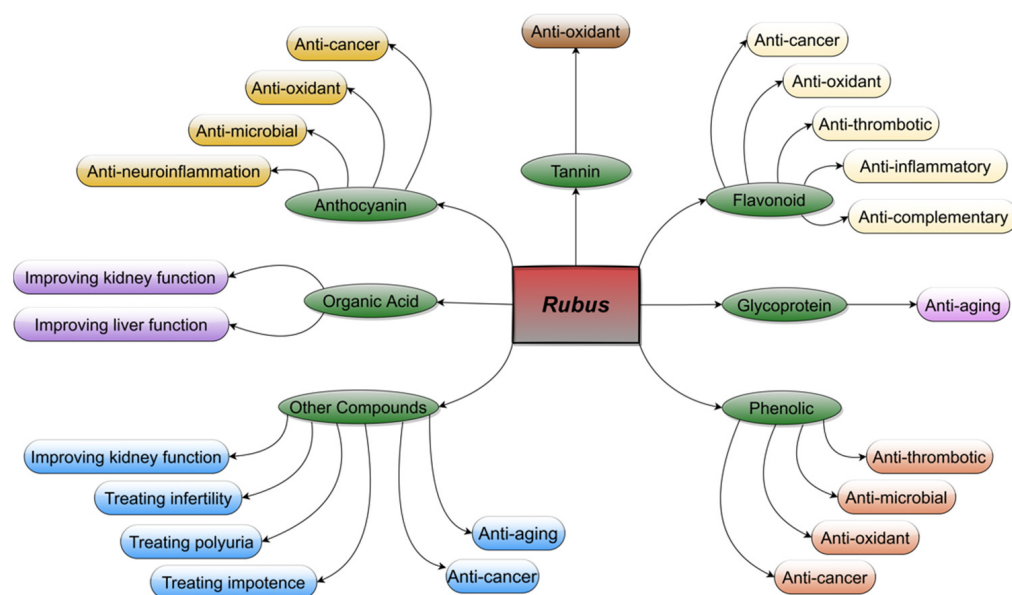 Anti-cancer
Anti-oxidant
Anti-microbial
Anti-neuroinflammation
Anthocyanin
Anti-oxidant
Tannin
Anti-cancer
Anti-oxidant
Anti-thrombotic
Anti-inflammatory
Anti-complementary
Flavonoid
Improving kidney function
Improving liver function
Organic Acid
Rubus
Glycoprotein
Anti-aging
Other Compounds
Improving kidney function
Treating infertility
Treating polyuria
Treating impotence
Anti-aging
Anti-cancer
Phenolic
Anti-thrombotic
Anti-microbial
Anti-oxidant
Anti-cancer